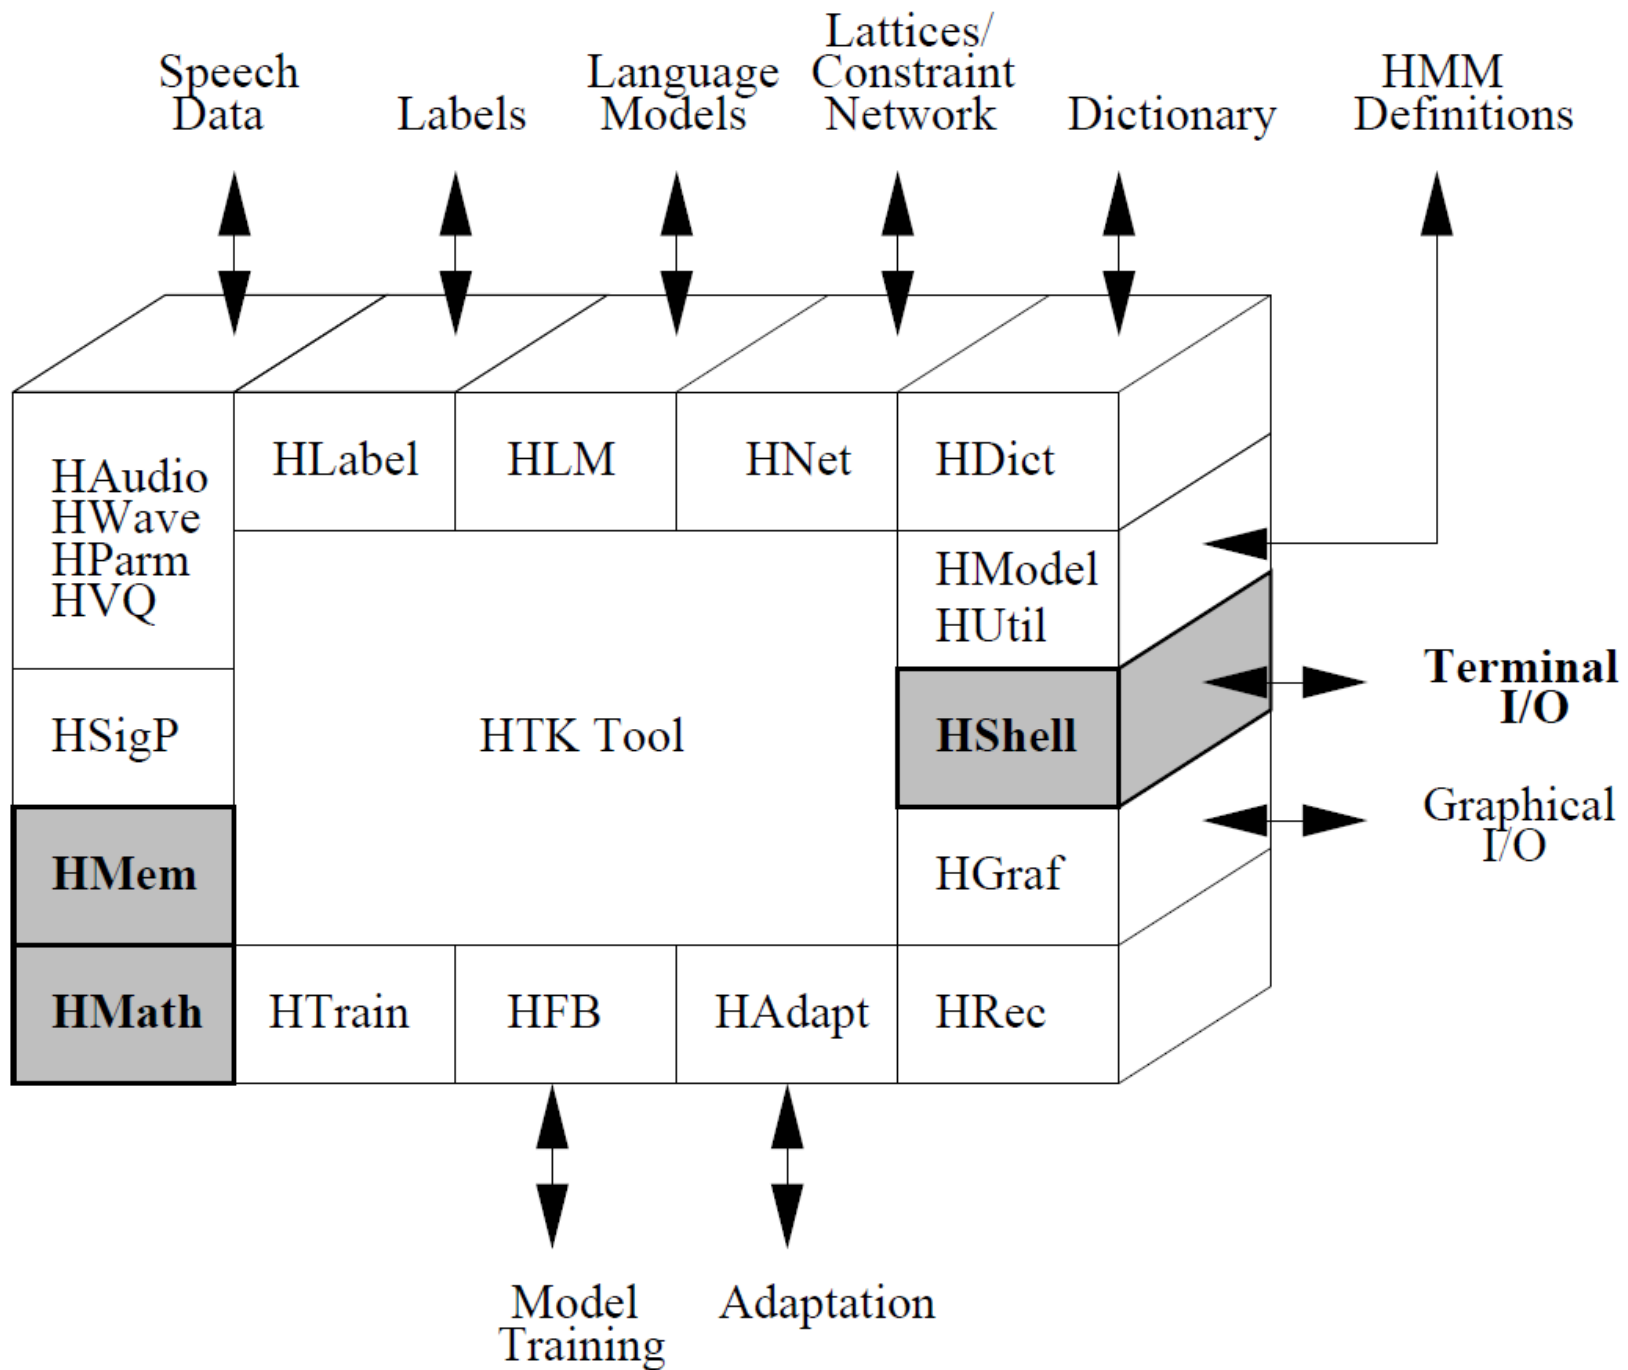 Speech
Data
Labels
Language
Models
Lattices/
Constraint
Network
Dictionary
HMM
Definitions
HAudio
HWave
HParm
HVQ
HLabel
HLM
HNet
HDict
HModel
HUtil
HSigP
HTK Tool
HShell
Terminal
I/O
Graphical
I/O
HMem
HGraf
HMath
HTrain
HFB
HAdapt
HRec
Model
Training
Adaptation